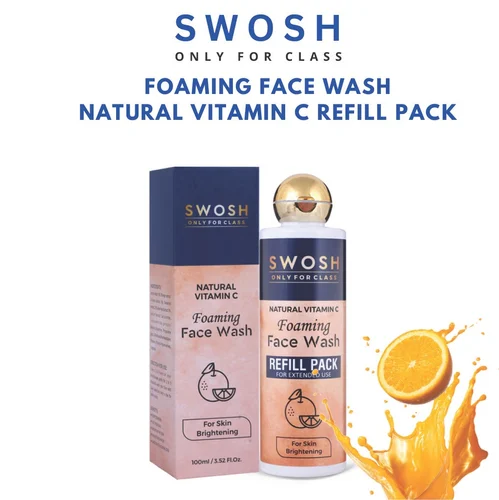 SWOSH
ONLY FOR CLASS
FOAMING FACE WASH
NATURAL VITAMIN C REFILL PACK
SWOSH
ONLY FOR CLASS
NATURAL
VITAMIN C
Foaming
Face Wash
For Skin
Brightening
100ml / 3.52 Fl.Oz.
SWOSH
ONLY FOR CLASS
NATURAL VITAMIN C
Foaming
Face Wash
REFILL PACK
FOR EXTENDED USE
For Skin
Brightening